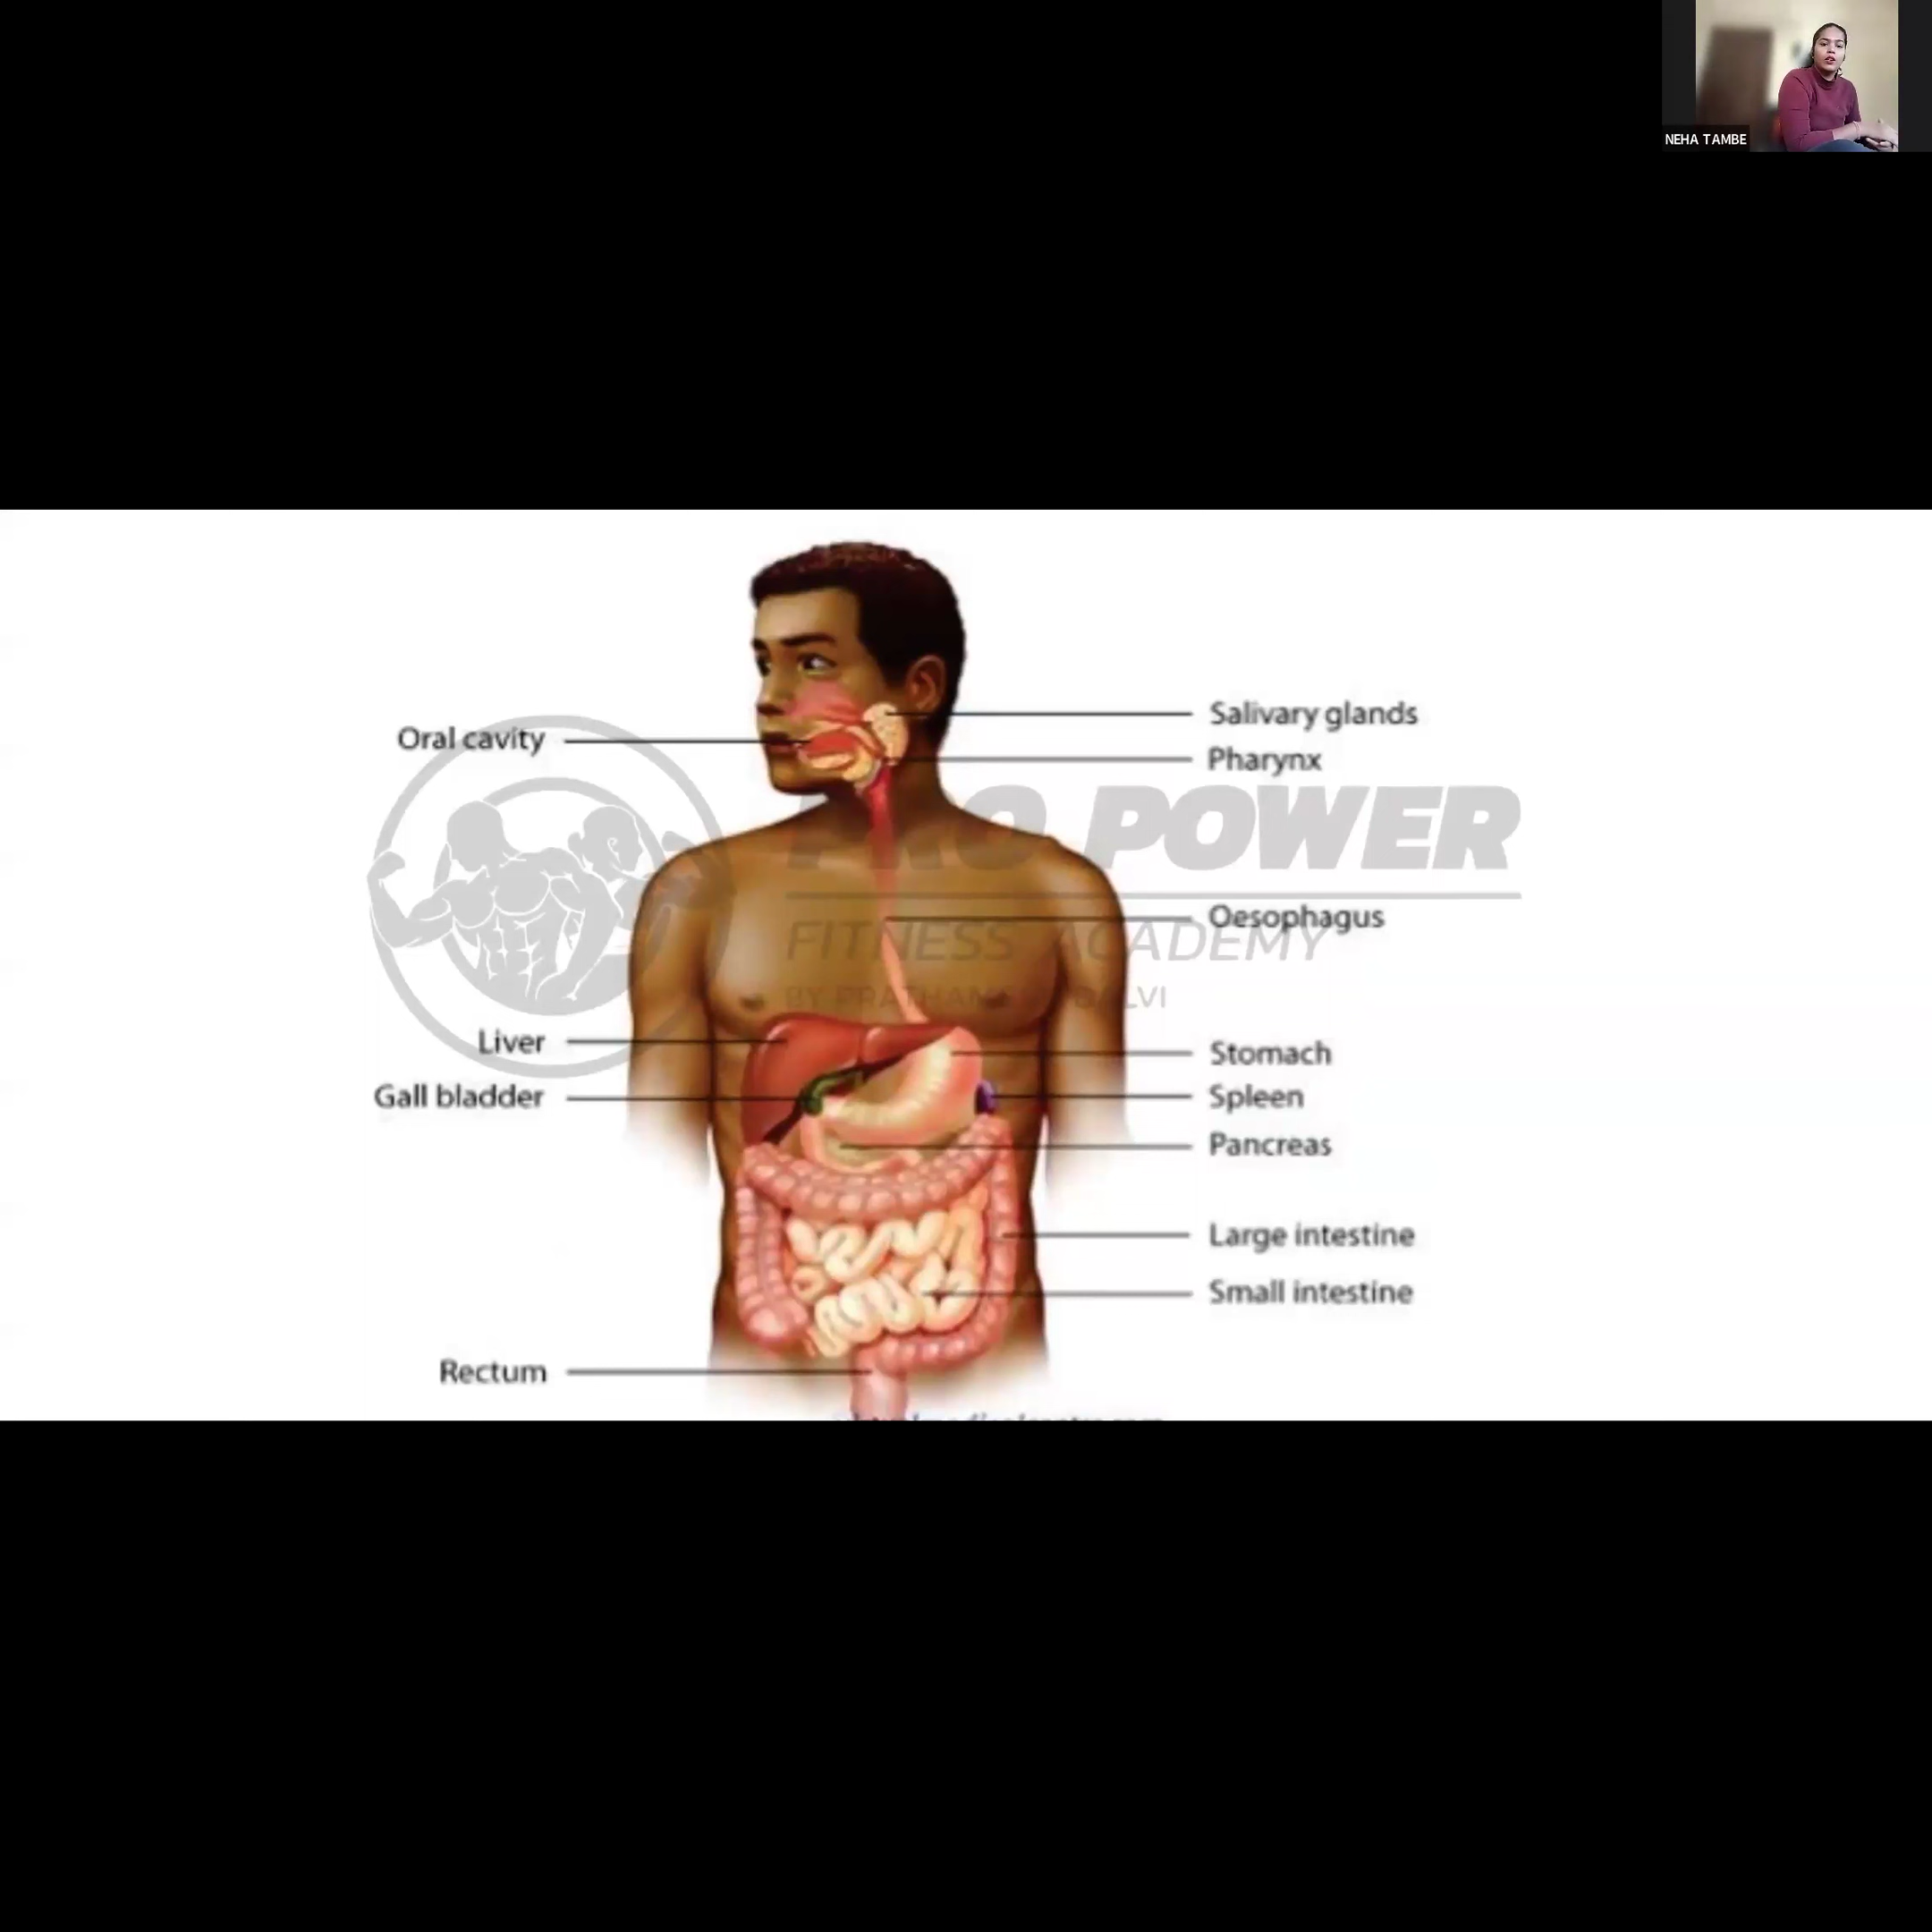 NEHA TAMBE
Salivary glands
Oral cavity
Pharynx
PRO POWER
Oesophagus
FITNESS ACADEMY
BY
Liver
Stomach
Gall bladder
Spleen
Pancreas
Large intestine
Small intestine
Rectum